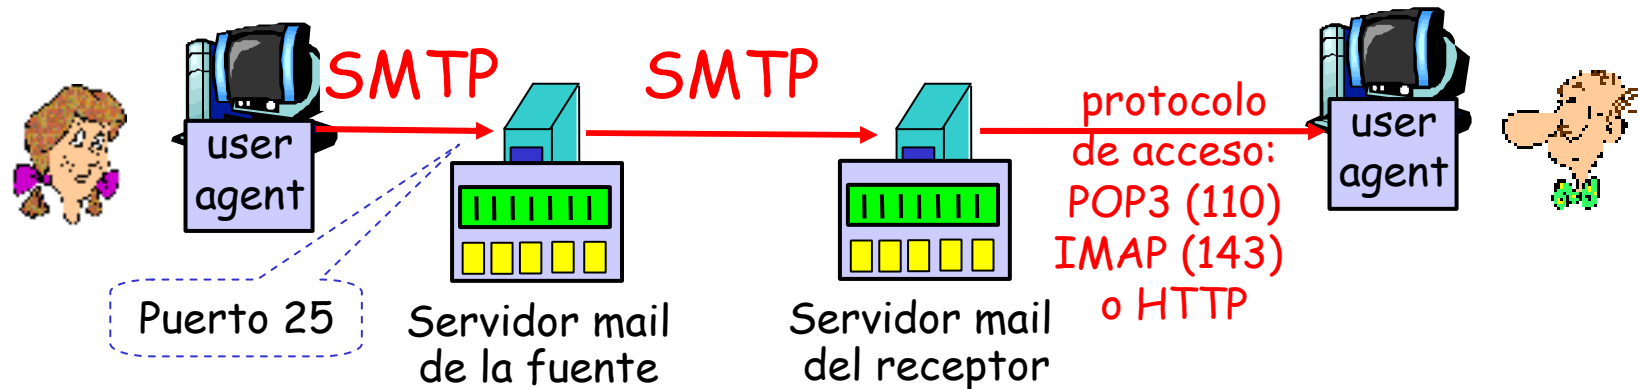 SMTP
SMTP
user
agent
protocolo
de acceso:
POP3 (110)
IMAP (143)
o HTTP
user
agent
Puerto 25
Servidor mail
de la fuente
Servidor mail
del receptor